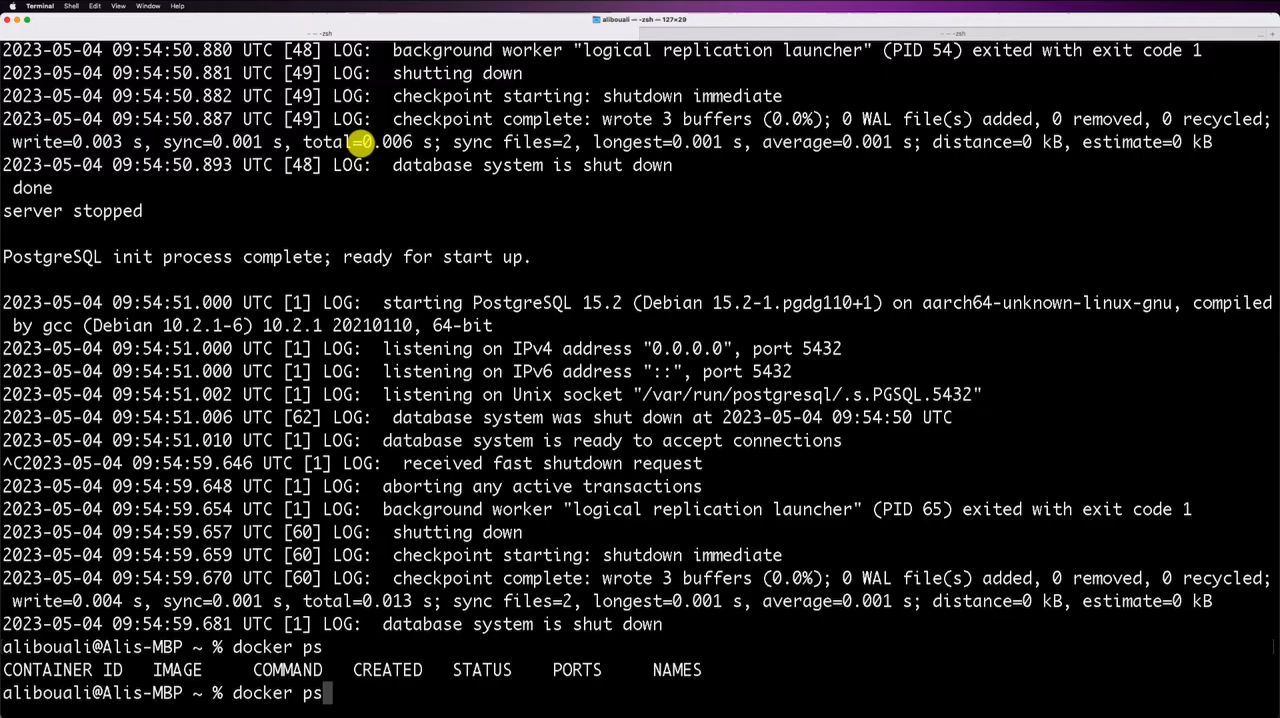 Terminal Shell Edit View Window Help
alibouali — -zsh — 127×29
-- -zsh
-- -zsh
2023-05-04 09:54:50.880 UTC [48] LOG:  background worker "logical replication launcher" (PID 54) exited with exit code 1
2023-05-04 09:54:50.881 UTC [49] LOG:  shutting down
2023-05-04 09:54:50.882 UTC [49] LOG:  checkpoint starting: shutdown immediate
2023-05-04 09:54:50.887 UTC [49] LOG:  checkpoint complete: wrote 3 buffers (0.0%); 0 WAL file(s) added, 0 removed, 0 recycled;
write=0.003 s, sync=0.001 s, total=0.006 s; sync files=2, longest=0.001 s, average=0.001 s; distance=0 kB, estimate=0 kB
2023-05-04 09:54:50.893 UTC [48] LOG:  database system is shut down
done
server stopped
PostgreSQL init process complete; ready for start up.
2023-05-04 09:54:51.000 UTC [1] LOG:  starting PostgreSQL 15.2 (Debian 15.2-1.pgdg110+1) on aarch64-unknown-linux-gnu, compiled
by gcc (Debian 10.2.1-6) 10.2.1 20210110, 64-bit
2023-05-04 09:54:51.000 UTC [1] LOG:  listening on IPv4 address "0.0.0.0", port 5432
2023-05-04 09:54:51.000 UTC [1] LOG:  listening on IPv6 address "::", port 5432
2023-05-04 09:54:51.002 UTC [1] LOG:  listening on Unix socket "/var/run/postgresql/.s.PGSQL.5432"
2023-05-04 09:54:51.006 UTC [62] LOG:  database system was shut down at 2023-05-04 09:54:50 UTC
2023-05-04 09:54:51.010 UTC [1] LOG:  database system is ready to accept connections
^C2023-05-04 09:54:59.646 UTC [1] LOG:  received fast shutdown request
2023-05-04 09:54:59.648 UTC [1] LOG:  aborting any active transactions
2023-05-04 09:54:59.654 UTC [1] LOG:  background worker "logical replication launcher" (PID 65) exited with exit code 1
2023-05-04 09:54:59.657 UTC [60] LOG:  shutting down
2023-05-04 09:54:59.659 UTC [60] LOG:  checkpoint starting: shutdown immediate
2023-05-04 09:54:59.670 UTC [60] LOG:  checkpoint complete: wrote 3 buffers (0.0%); 0 WAL file(s) added, 0 removed, 0 recycled;
write=0.004 s, sync=0.001 s, total=0.013 s; sync files=2, longest=0.001 s, average=0.001 s; distance=0 kB, estimate=0 kB
2023-05-04 09:54:59.681 UTC [1] LOG:  database system is shut down
alibouali@Alis-MBP ~ % docker ps
CONTAINER ID   IMAGE     COMMAND   CREATED   STATUS    PORTS     NAMES
alibouali@Alis-MBP ~ % docker ps